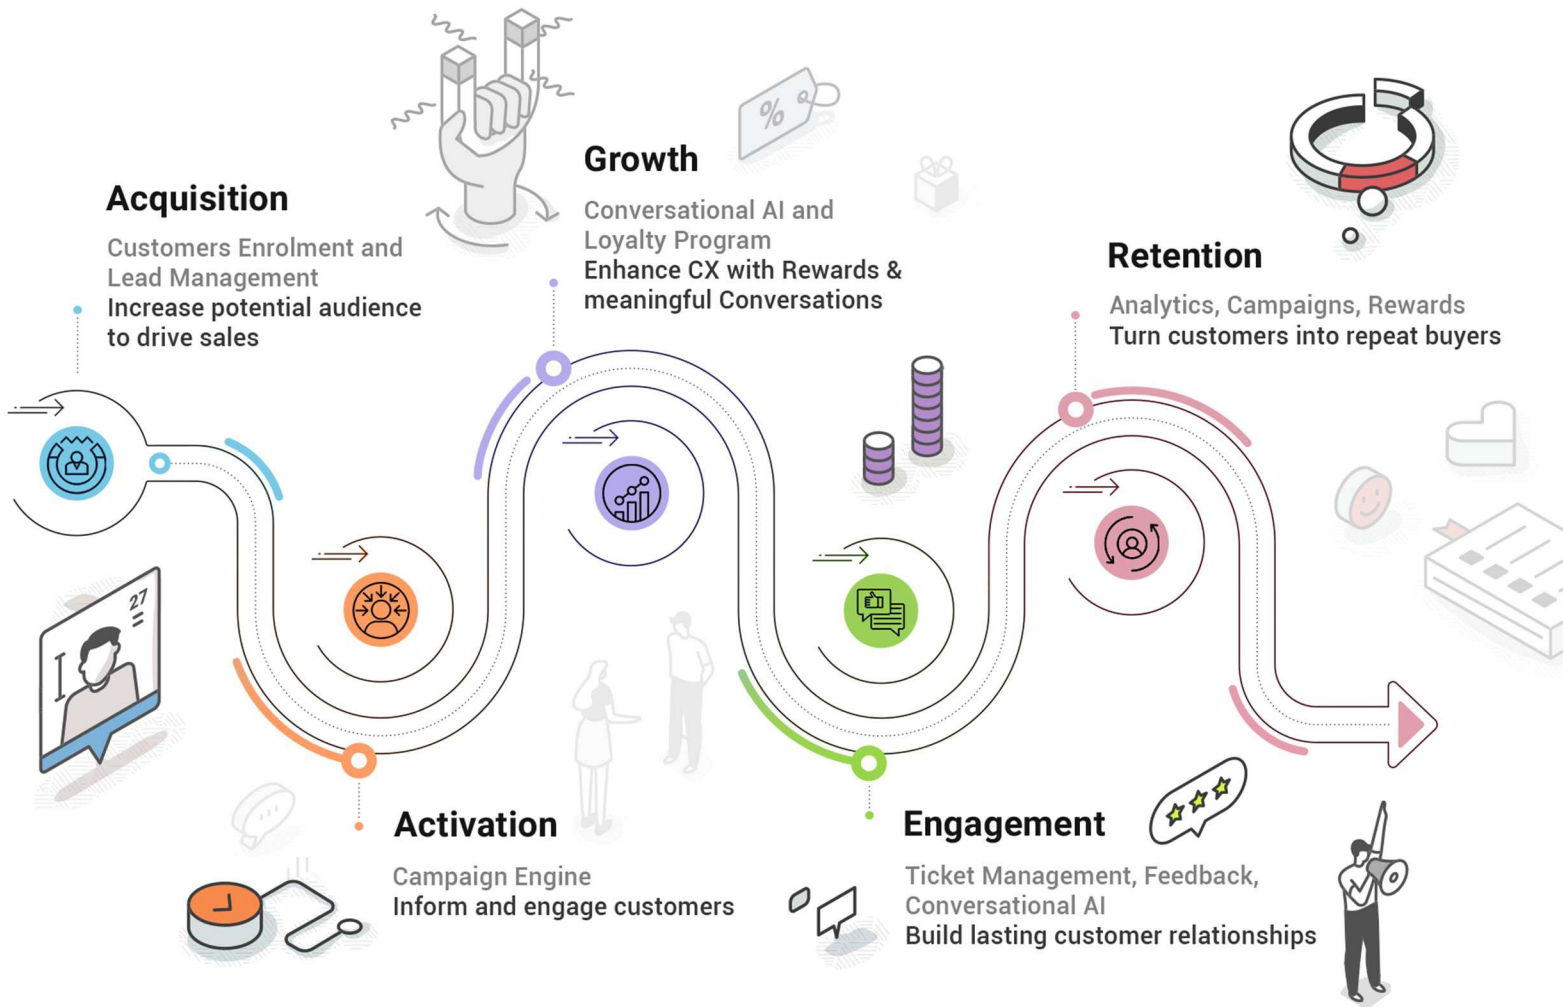 Acquisition
Customers Enrolment and
Lead Management
Increase potential audience
to drive sales
Growth
Conversational AI and
Loyalty Program
Enhance CX with Rewards &
meaningful Conversations
%
Retention
Analytics, Campaigns, Rewards
Turn customers into repeat buyers
27
Activation
Campaign Engine
Inform and engage customers
Engagement
Ticket Management, Feedback,
Conversational AI
Build lasting customer relationships